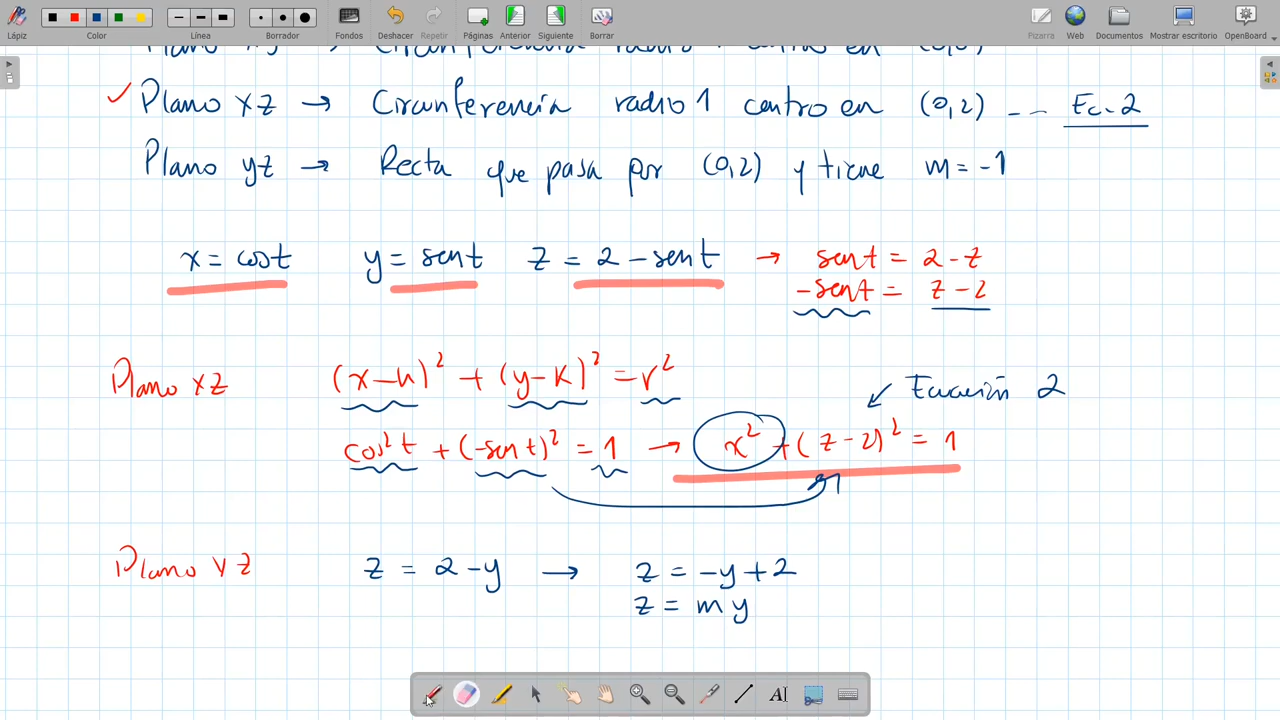 Lápiz Color Línea Borrador Fondos Deshacer Rehacer Páginas Anterior Siguiente Borrar Pizarra Web Documentos Mostrar escritorio OpenBoard
Plano xz → Circunferencia radio 1 centro en (0,2) --- Ec. 2
Plano yz → Recta que pasa por (0,2) y tiene m = -1
x = cost y = sent z = 2 - sent → sent = 2 - z
-sent = z - 2
Plano xz (x-h)² + (y-k)² = r²
Ecuación 2
cos²t + (-sent)² = 1 → x² + (z-2)² = 1
Plano yz z = 2 - y → z = -y + 2
z = m y
AI